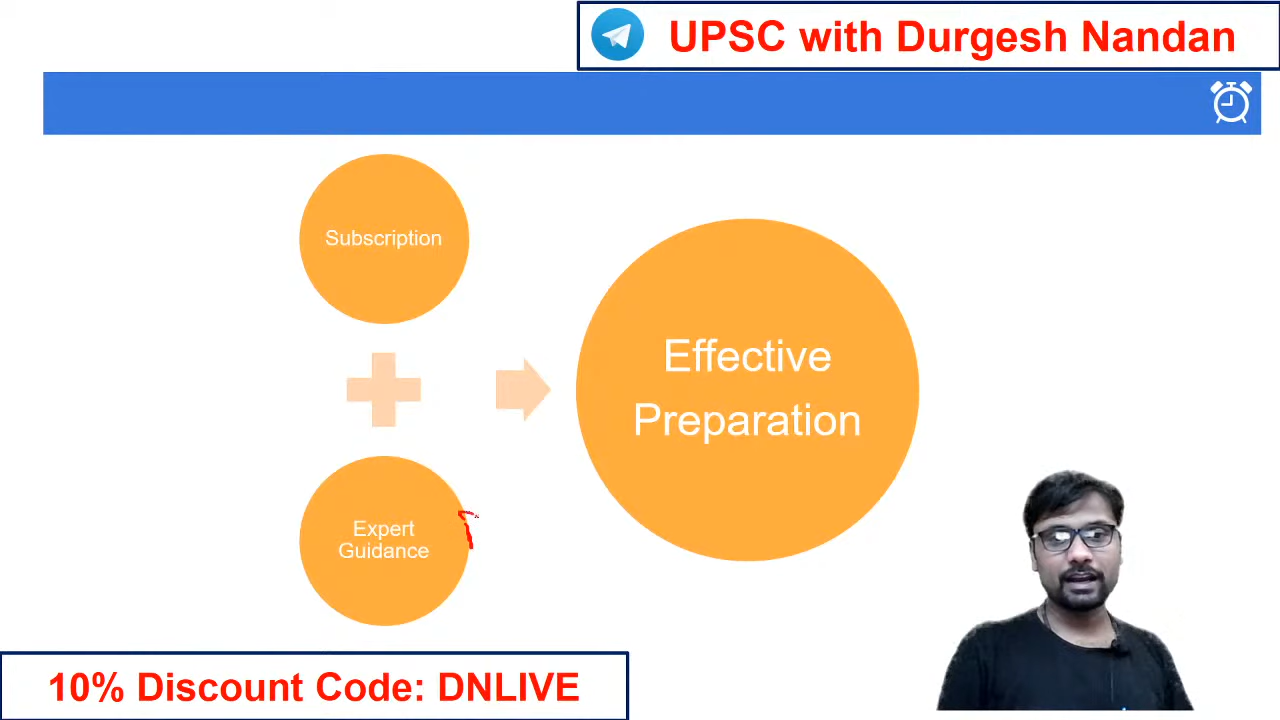 UPSC with Durgesh Nandan
Subscription
Effective
Preparation
Expert
Guidance
10% Discount Code: DNLIVE